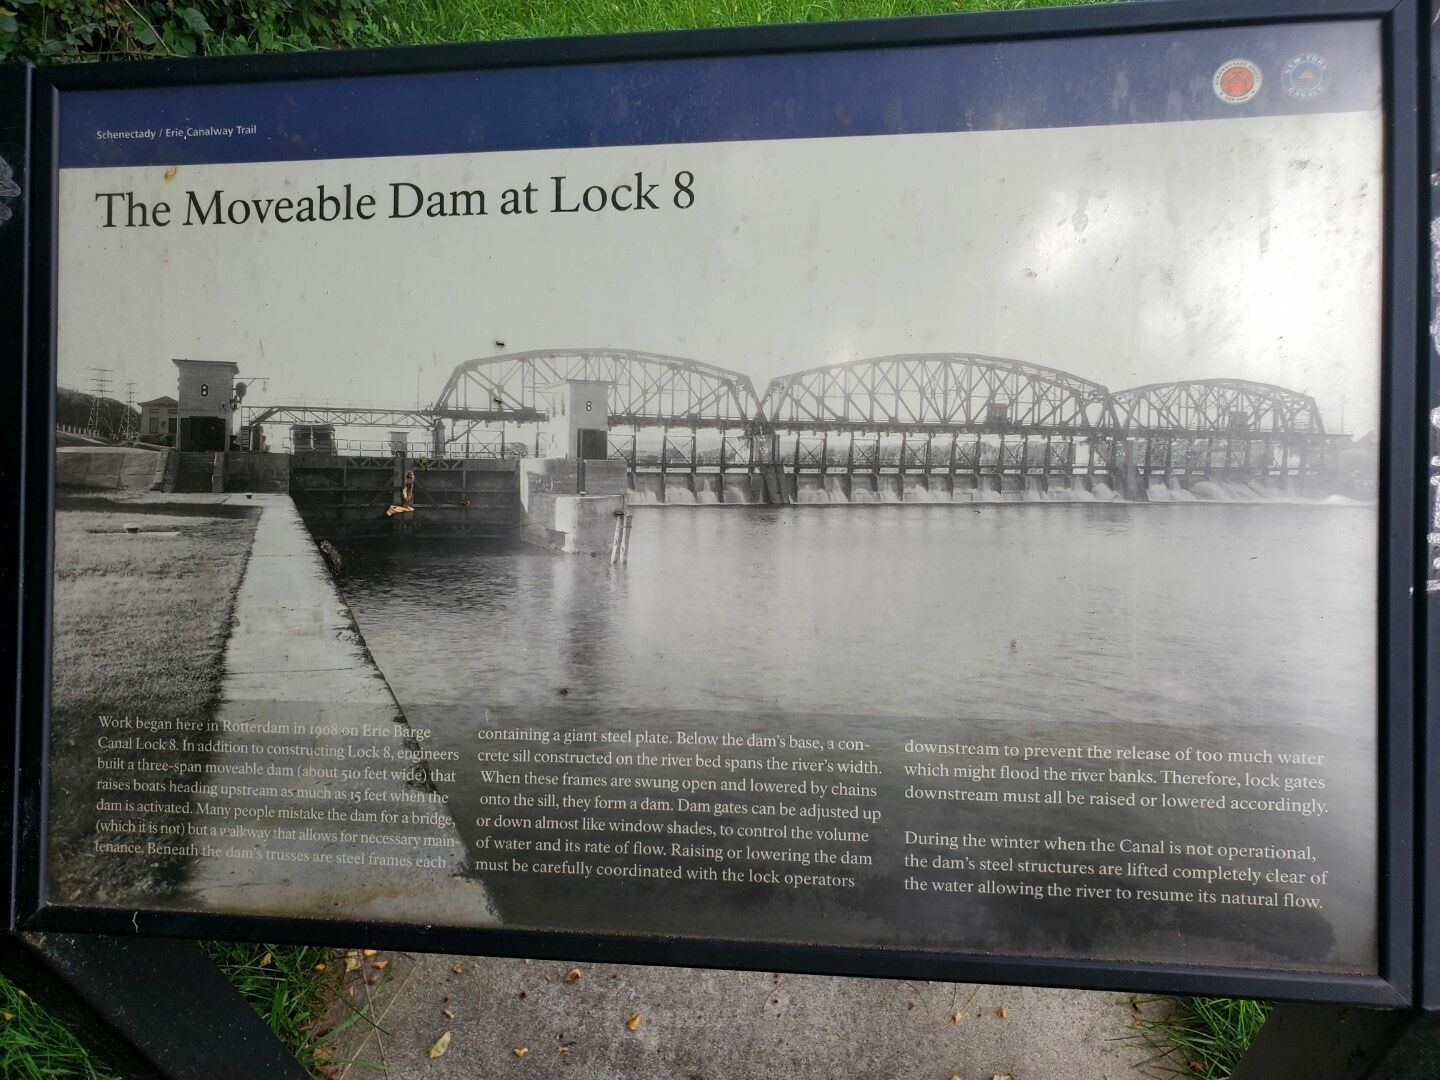 Schenectady / Erie Canalway Trail
The Moveable Dam at Lock 8
8
8
Work began here in Rotterdam in 1908 on Erie Barge
Canal Lock 8. In addition to constructing Lock 8, engineers
built a three-span moveable dam (about 510 feet wide) that
raises boats heading upstream as much as 15 feet when the
dam is activated. Many people mistake the dam for a bridge,
(which it is not) but a walkway that allows for necessary main-
tenance. Beneath the dam's trusses are steel frames each
containing a giant steel plate. Below the dam's base, a con-
crete sill constructed on the river bed spans the river's width.
When these frames are swung open and lowered by chains
onto the sill, they form a dam. Dam gates can be adjusted up
or down almost like window shades, to control the volume
of water and its rate of flow. Raising or lowering the dam
must be carefully coordinated with the lock operators
downstream to prevent the release of too much water
which might flood the river banks. Therefore, lock gates
downstream must all be raised or lowered accordingly.
During the winter when the Canal is not operational,
the dam's steel structures are lifted completely clear of
the water allowing the river to resume its natural flow.